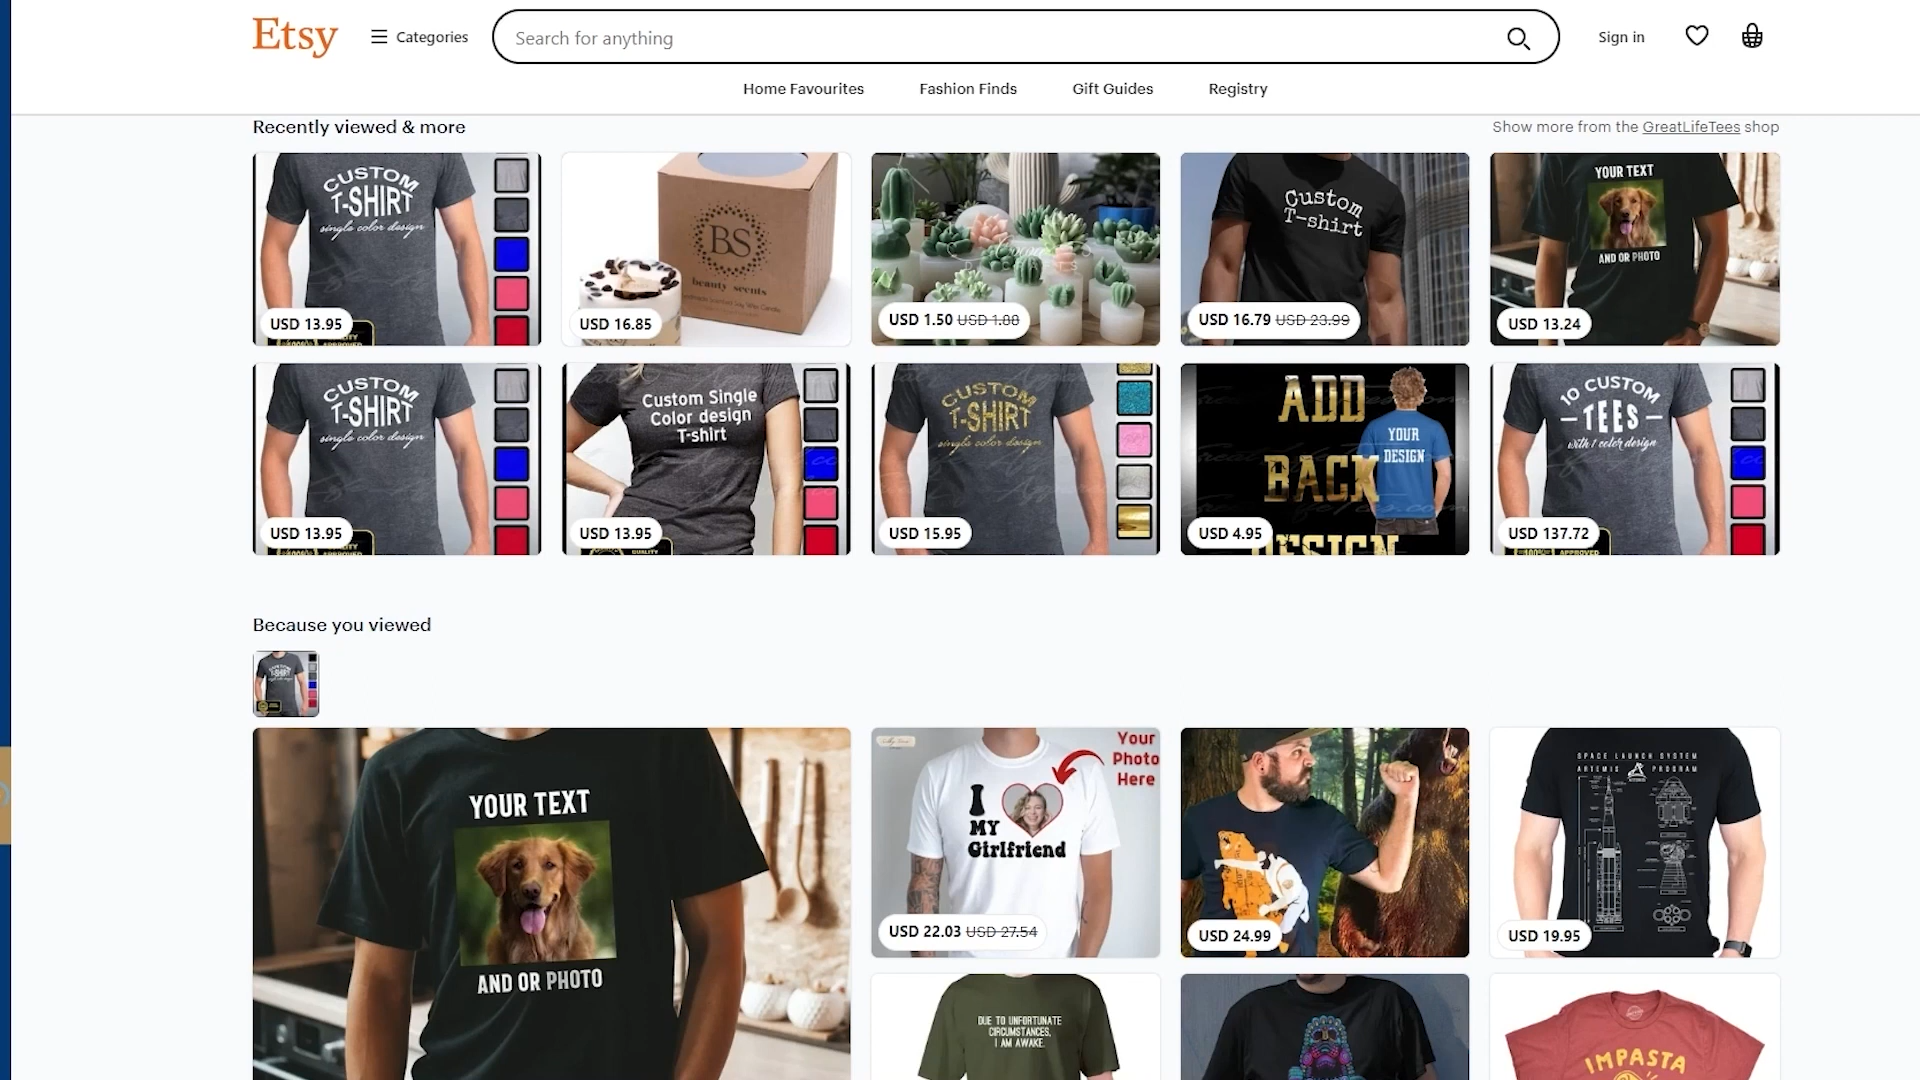 Etsy
Categories
Search for anything
Sign in
Home Favourites
Fashion Finds
Gift Guides
Registry
Recently viewed & more
Show more from the GreatLifeTees shop
CUSTOM
T-SHIRT
single color design
USD 13.95
BS
beauty scents
USD 16.85
USD 1.50 USD 1.88
Custom
T-shirt
USD 16.79 USD 23.99
YOUR TEXT
AND OR PHOTO
USD 13.24
CUSTOM
T-SHIRT
single color design
USD 13.95
Custom Single
Color design
T-shirt
USD 13.95
CUSTOM
T-SHIRT
single color design
USD 15.95
ADD
BACK
DESIGN
YOUR
DESIGN
USD 4.95
10 CUSTOM
TEES
with 1 color design
USD 137.72
Because you viewed
YOUR TEXT
AND OR PHOTO
Your
Photo
Here
I
MY
Girlfriend
USD 22.03 USD 27.54
USD 24.99
SPACE LAUNCH SYSTEM
ARTEMIS PROGRAM
USD 19.95
DUE TO UNFORTUNATE
CIRCUMSTANCES,
I AM AWAKE.
IMPASTA